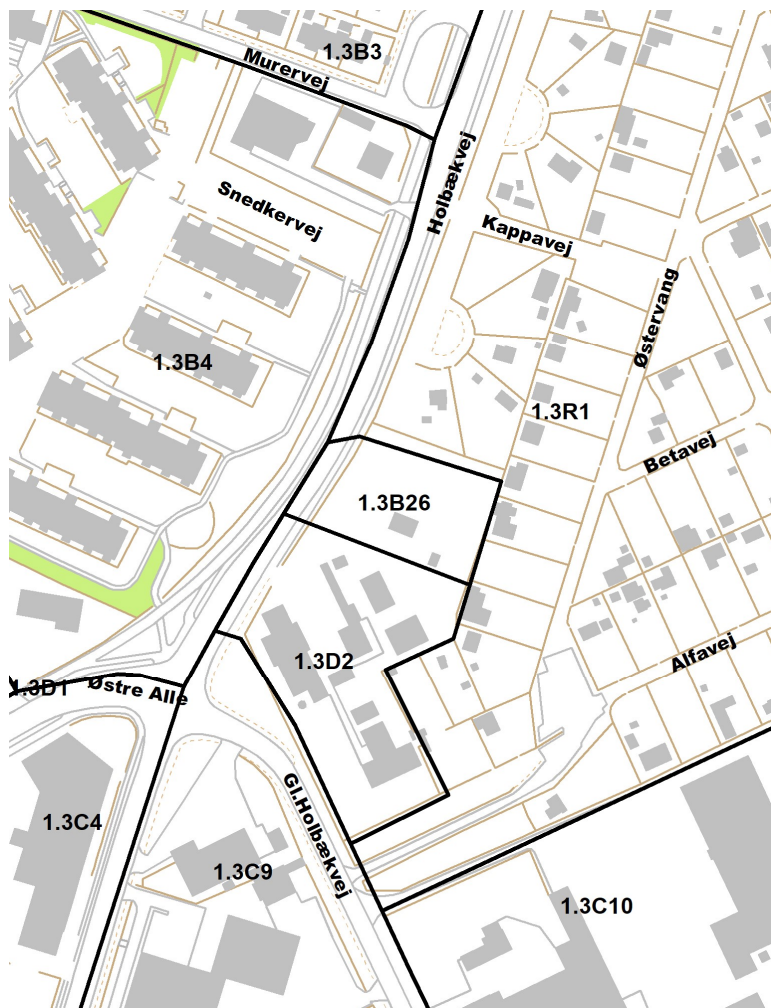 1.3B3
Murervej
Holbækvej
Snedkervej
Kappavej
Østervang
1.3B4
1.3R1
Betavej
1.3B26
1.3D2
Alfavej
1.3D1
Østre Alle
Gl.Holbækvej
1.3C4
1.3C9
1.3C10